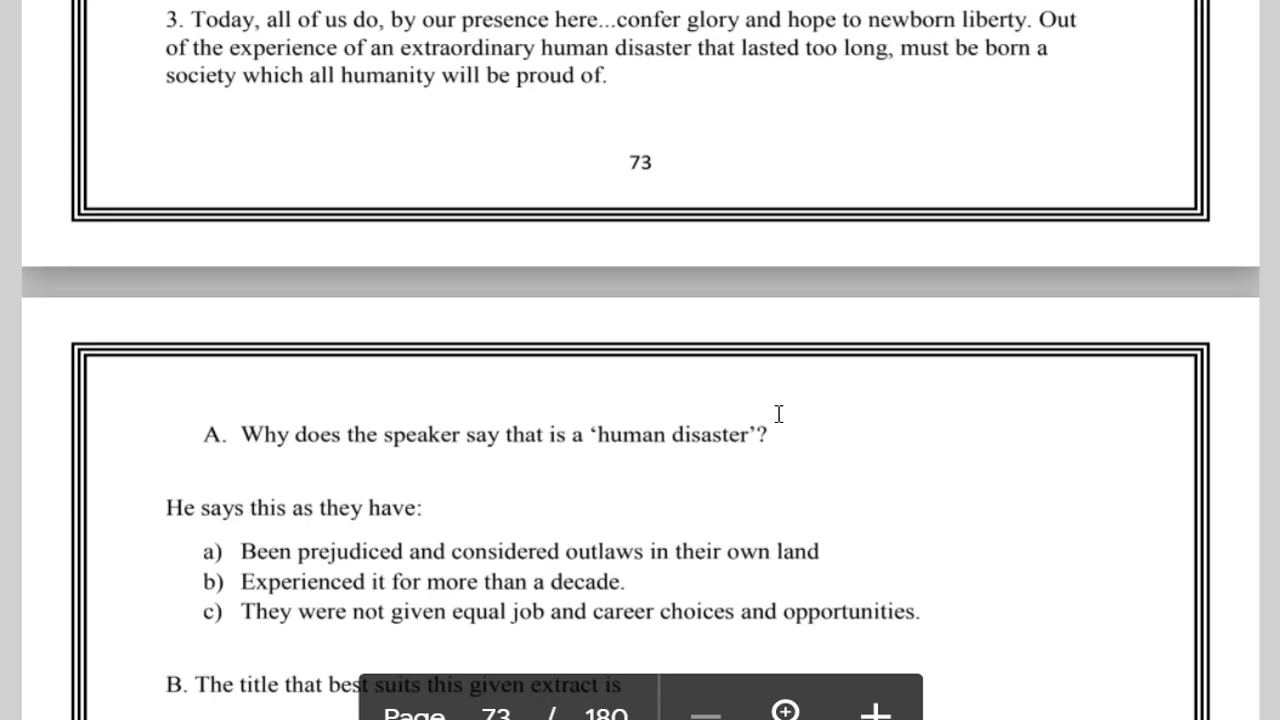 3. Today, all of us do, by our presence here...confer glory and hope to newborn liberty. Out
of the experience of an extraordinary human disaster that lasted too long, must be born a
society which all humanity will be proud of.
73
A. Why does the speaker say that is a ‘human disaster’?
He says this as they have:
a) Been prejudiced and considered outlaws in their own land
b) Experienced it for more than a decade.
c) They were not given equal job and career choices and opportunities.
B. The title that best suits this given extract is
Page 73 / 180